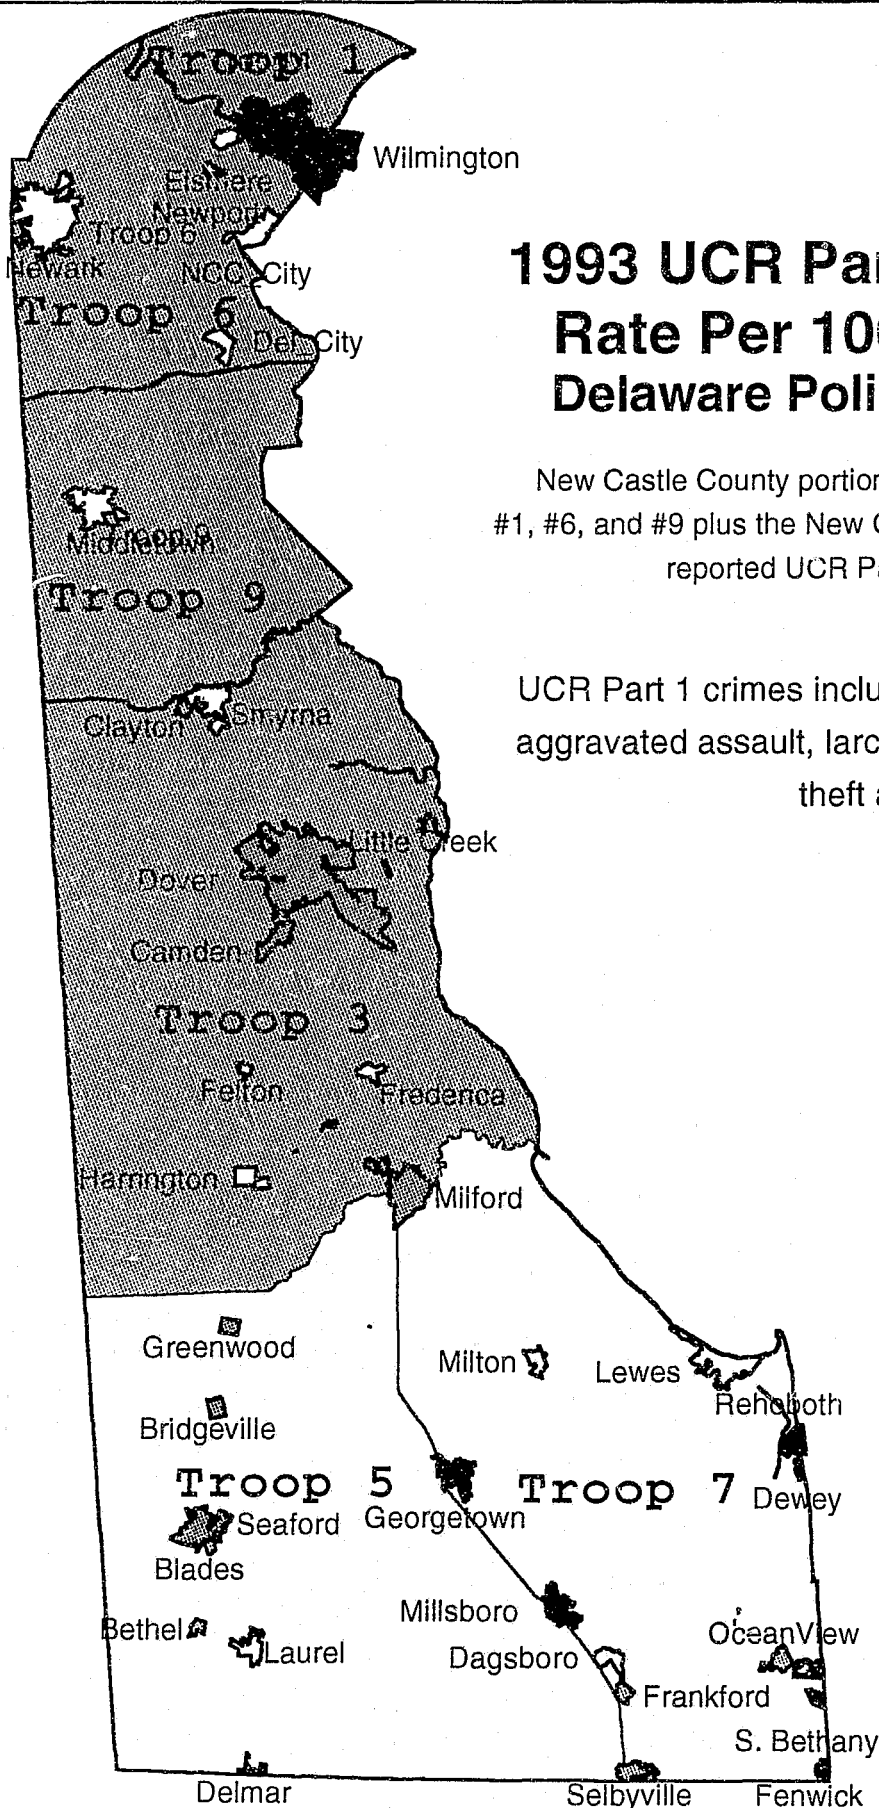 Troop 1
Wilmington
Elsmere
Newport
Troop 6
Newark
NCC City
Troop 6
Del City
1993 UCR Pa
Rate Per 10
Delaware Poli
New Castle County portion
#1, #6, and #9 plus the New
reported UCR Pa
Troop 9
Middletown
Troop 9
UCR Part 1 crimes inclu
aggravated assault, larc
theft a
Clayton
Smyrna
Little Creek
Dover
Camden
Troop 3
Felton
Frederica
Harrington
Milford
Greenwood
Milton
Lewes
Rehoboth
Bridgeville
Troop 5
Troop 7
Dewey
Seaford
Georgetown
Blades
Millsboro
Bethel
OceanView
Laurel
Dagsboro
Frankford
S. Bethany
Delmar
Selbyville
Fenwick